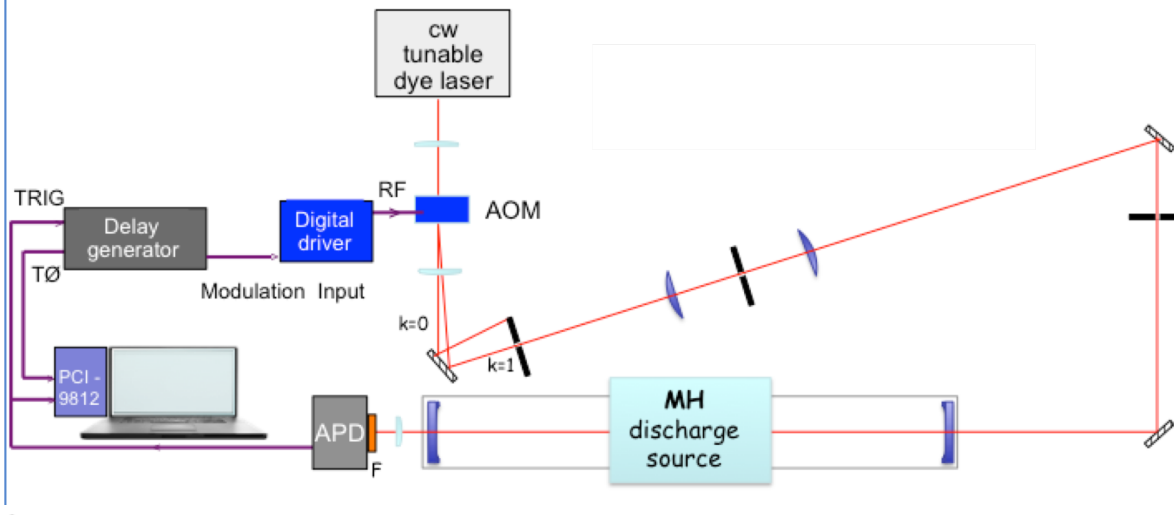 cw
tunable
dye laser
TRIG
RF
AOM
Delay
generator
Digital
driver
TØ
Modulation Input
k=0
k=1
PCI -
9812
APD
F
MH
discharge
source